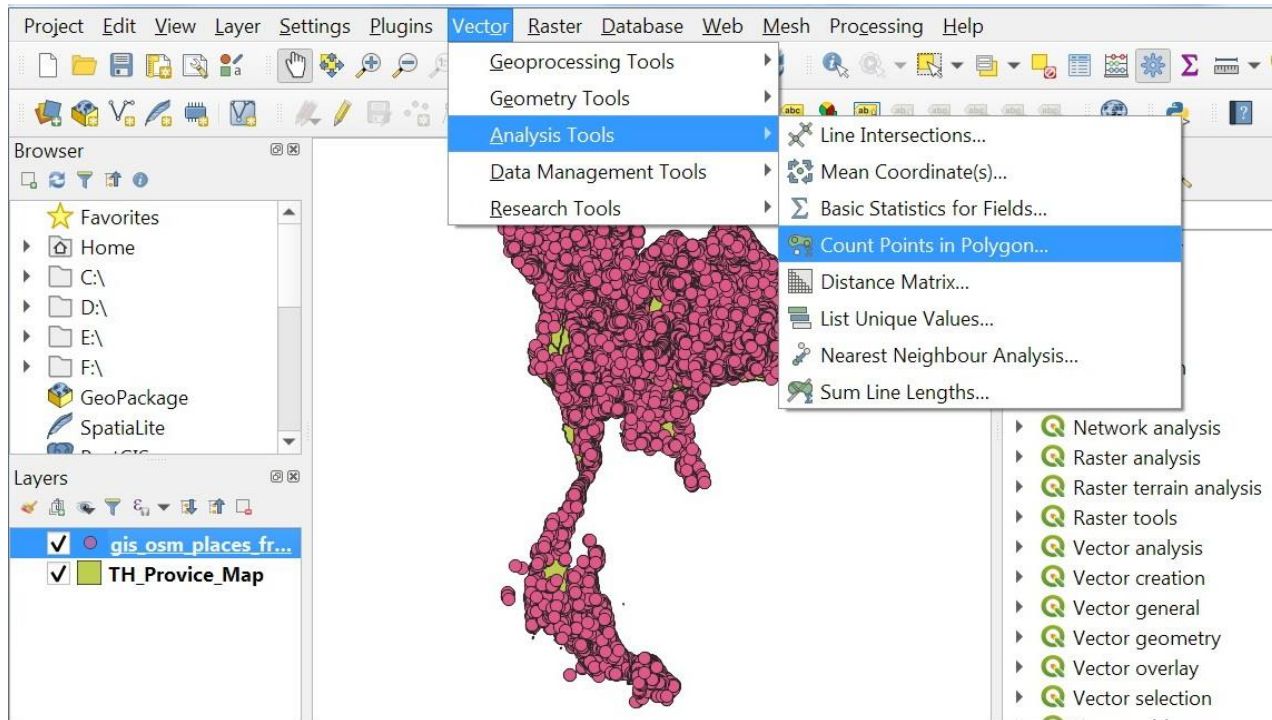 Project Edit View Layer Settings Plugins Vector Raster Database Web Mesh Processing Help
Geoprocessing Tools
Geometry Tools
Analysis Tools
Data Management Tools
Research Tools
Line Intersections...
Mean Coordinate(s)...
Basic Statistics for Fields...
Count Points in Polygon...
Distance Matrix...
List Unique Values...
Nearest Neighbour Analysis...
Sum Line Lengths...
Browser
Favorites
Home
C:\
D:\
E:\
F:\
GeoPackage
SpatiaLite
Layers
gis_osm_places_fr...
TH_Provice_Map
Network analysis
Raster analysis
Raster terrain analysis
Raster tools
Vector analysis
Vector creation
Vector general
Vector geometry
Vector overlay
Vector selection